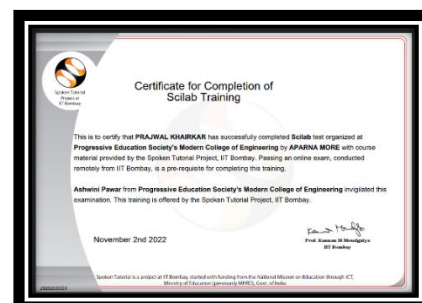 Spoken Tutorial
Project at
IIT Bombay
Certificate for Completion of
Scilab Training
This is to certify that PRAJWAL KHAIRKAR has successfully completed Scilab test organized at
Progressive Education Society's Modern College of Engineering by APARNA MORE with course
material provided by the Spoken Tutorial Project, IIT Bombay. Passing an online exam, conducted
remotely from IIT Bombay, is a pre-requisite for completing this training.
Ashwini Pawar from Progressive Education Society's Modern College of Engineering invigilated this
examination. This training is offered by the Spoken Tutorial Project, IIT Bombay.
November 2nd 2022
Prof. Kannan M Moudgalya
IIT Bombay
Spoken Tutorial is a project at IIT Bombay, started with funding from the National Mission on Education through ICT,
Ministry of Education (previously MHRD), Govt. of India